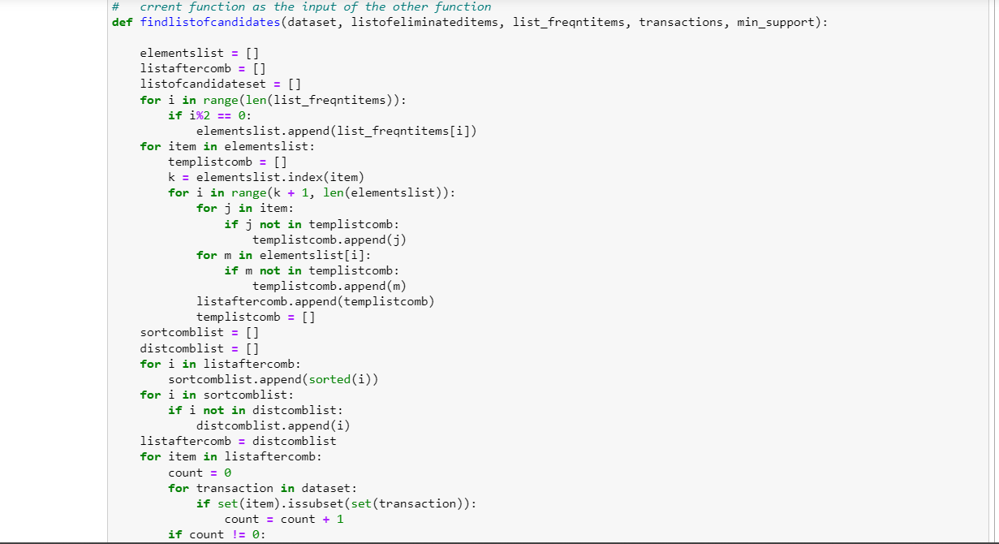 #   crrent function as the input of the other function
def findlistofcandidates(dataset, listofeliminateditems, list_freqntitems, transactions, min_support):

    elementslist = []
    listaftercomb = []
    listofcandidateset = []
    for i in range(len(list_freqntitems)):
        if i%2 == 0:
            elementslist.append(list_freqntitems[i])
    for item in elementslist:
        templistcomb = []
        k = elementslist.index(item)
        for i in range(k + 1, len(elementslist)):
            for j in item:
                if j not in templistcomb:
                    templistcomb.append(j)
            for m in elementslist[i]:
                if m not in templistcomb:
                    templistcomb.append(m)
            listaftercomb.append(templistcomb)
            templistcomb = []
    sortcomblist = []
    distcomblist = []
    for i in listaftercomb:
        sortcomblist.append(sorted(i))
    for i in sortcomblist:
        if i not in distcomblist:
            distcomblist.append(i)
    listaftercomb = distcomblist
    for item in listaftercomb:
        count = 0
        for transaction in dataset:
            if set(item).issubset(set(transaction)):
                count = count + 1
        if count != 0: